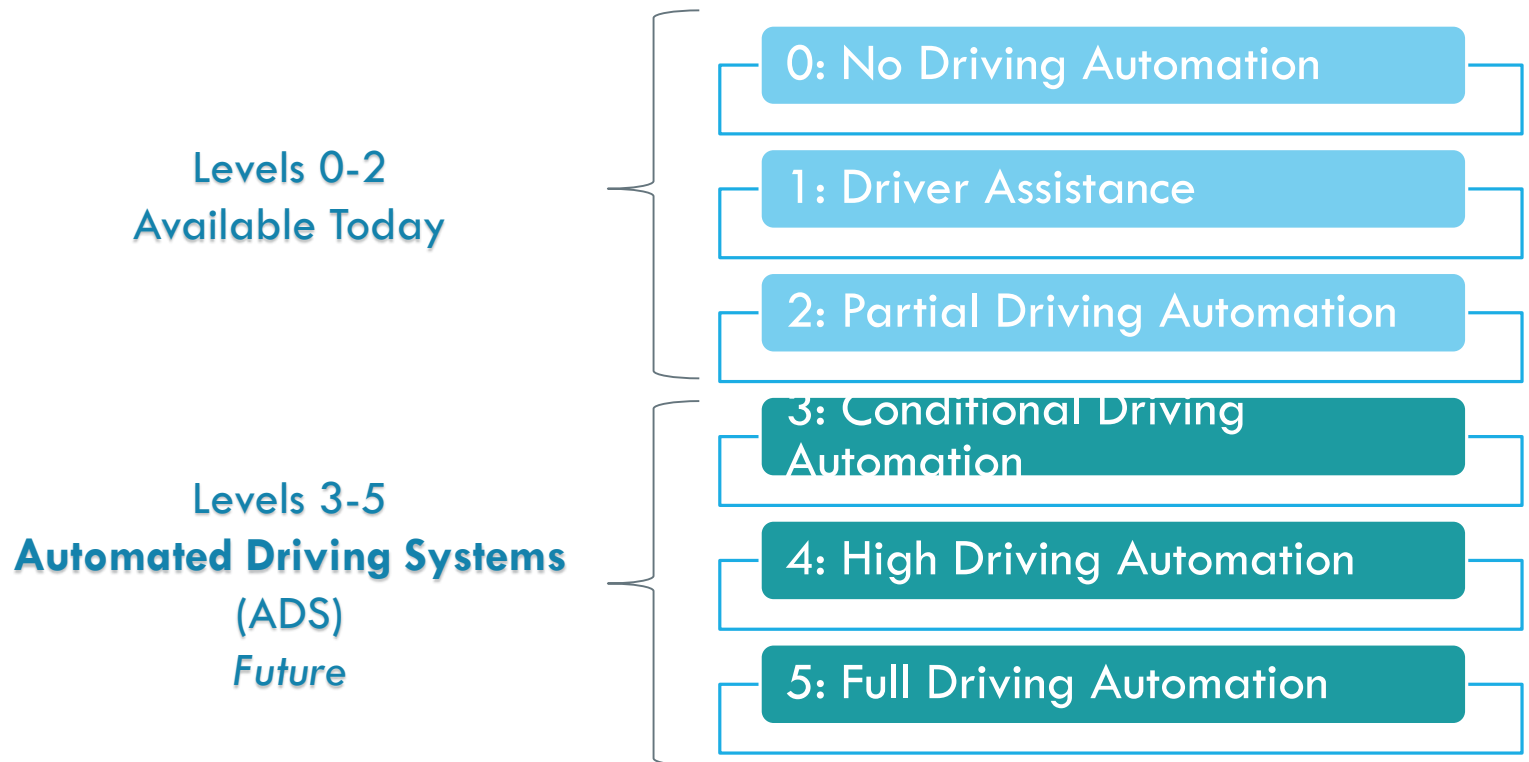 Levels 0-2
Available Today
0: No Driving Automation
1: Driver Assistance
2: Partial Driving Automation
Levels 3-5
Automated Driving Systems
(ADS)
Future
3: Conditional Driving
Automation
4: High Driving Automation
5: Full Driving Automation